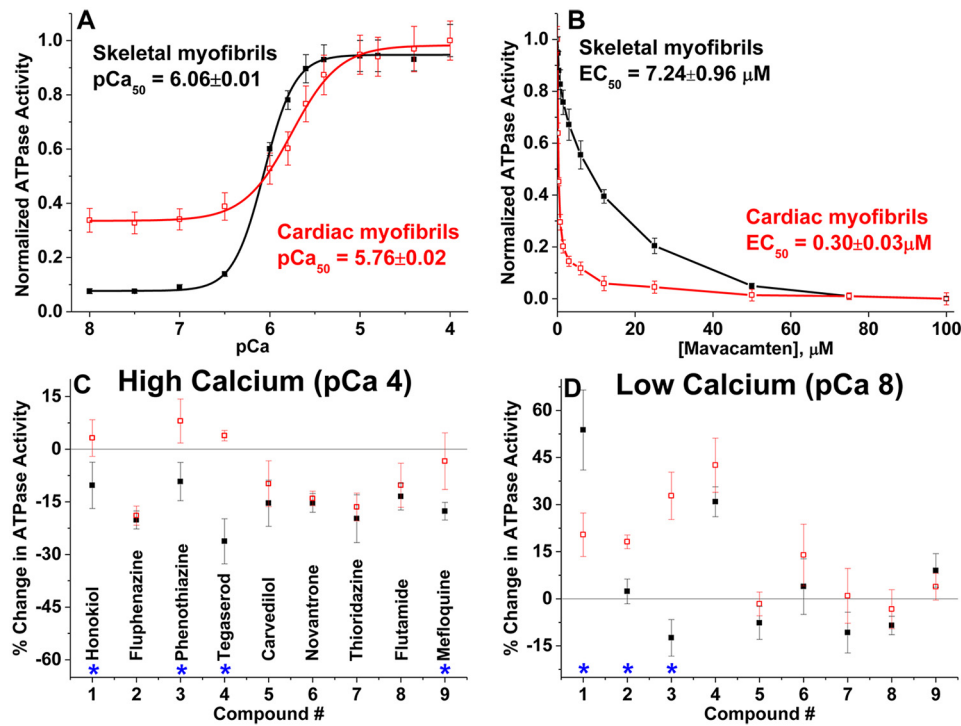 A
Skeletal myofibrils
pCa50 = 6.06±0.01
Cardiac myofibrils
pCa50 = 5.76±0.02
Normalized ATPase Activity
1.0
0.8
0.6
0.4
0.2
0.0
8 7 6 5 4
pCa
B
Skeletal myofibrils
EC50 = 7.24±0.96 µM
Cardiac myofibrils
EC50 = 0.30±0.03µM
Normalized ATPase Activity
1.0
0.8
0.6
0.4
0.2
0.0
0 20 40 60 80 100
[Mavacamten], µM
C High Calcium (pCa 4)
% Change in ATPase Activity
15
0
-15
-30
-45
-60
Honokiol
Fluphenazine
Phenothiazine
Tegaserod
Carvedilol
Novantrone
Thioridazine
Flutamide
Mefloquine
* * * *
1 2 3 4 5 6 7 8 9
Compound #
D Low Calcium (pCa 8)
% Change in ATPase Activity
60
45
30
15
0
-15
* * *
1 2 3 4 5 6 7 8 9
Compound #